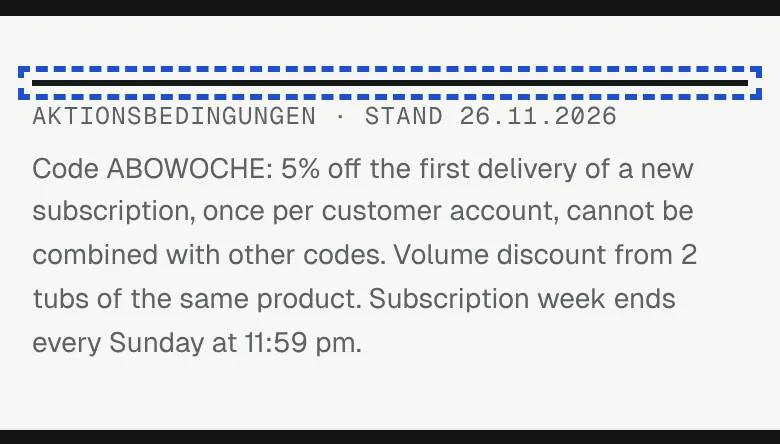 AKTIONSBEDINGUNGEN · STAND 26.11.2026
Code ABOWOCHE: 5% off the first delivery of a new
subscription, once per customer account, cannot be
combined with other codes. Volume discount from 2
tubs of the same product. Subscription week ends
every Sunday at 11:59 pm.